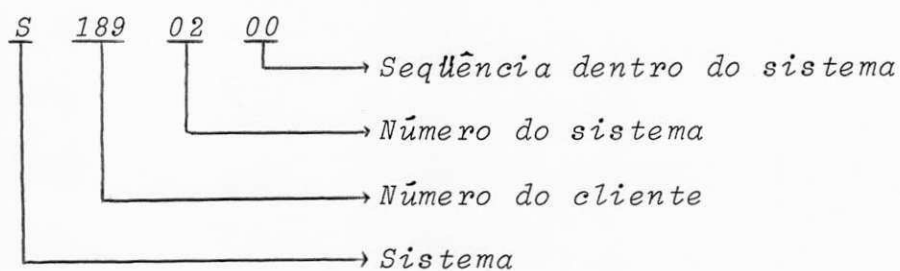 S 189 02 00
Seqüência dentro do sistema
Número do sistema
Número do cliente
Sistema